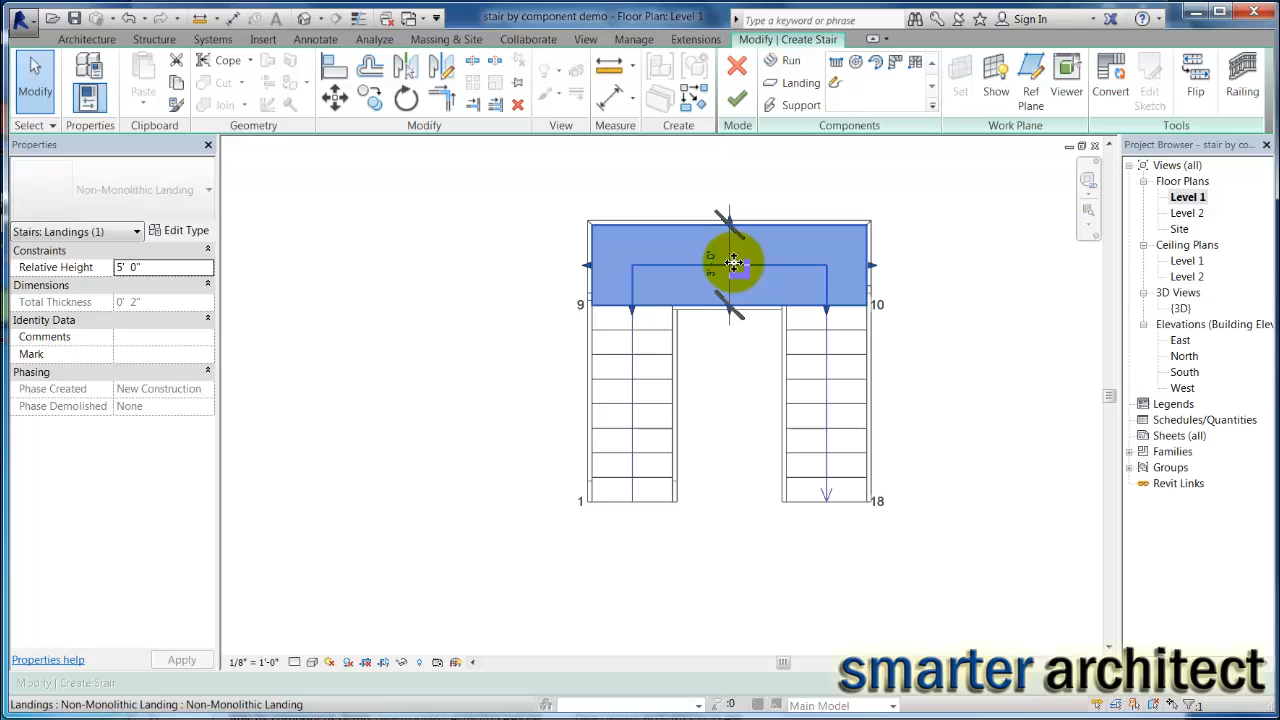 stair by component demo - Floor Plan: Level 1
Type a keyword or phrase
Sign In
Architecture Structure Systems Insert Annotate Analyze Massing & Site Collaborate View Manage Extensions Modify | Create Stair
Modify
Paste
Cope
Cut
Join
Run
Landing
Support
Set
Show
Ref
Plane
Viewer
Convert
Edit
Sketch
Flip
Railing
Select Properties Clipboard Geometry Modify View Measure Create Mode Components Work Plane Tools
Properties
Non-Monolithic Landing
Stairs: Landings (1)
Edit Type
Constraints
Relative Height 5' 0"
Dimensions
Total Thickness 0' 2"
Identity Data
Comments
Mark
Phasing
Phase Created New Construction
Phase Demolished None
Properties help
Apply
3' - 0"
9
10
1
18
Project Browser - stair by co...
Views (all)
Floor Plans
Level 1
Level 2
Site
Ceiling Plans
Level 1
Level 2
3D Views
{3D}
Elevations (Building Elev
East
North
South
West
Legends
Schedules/Quantities
Sheets (all)
Families
Groups
Revit Links
1/8" = 1'-0"
smarter architect
Modify | Create Stair
Landings : Non-Monolithic Landing : Non-Monolithic Landing
:0
Main Model
:1